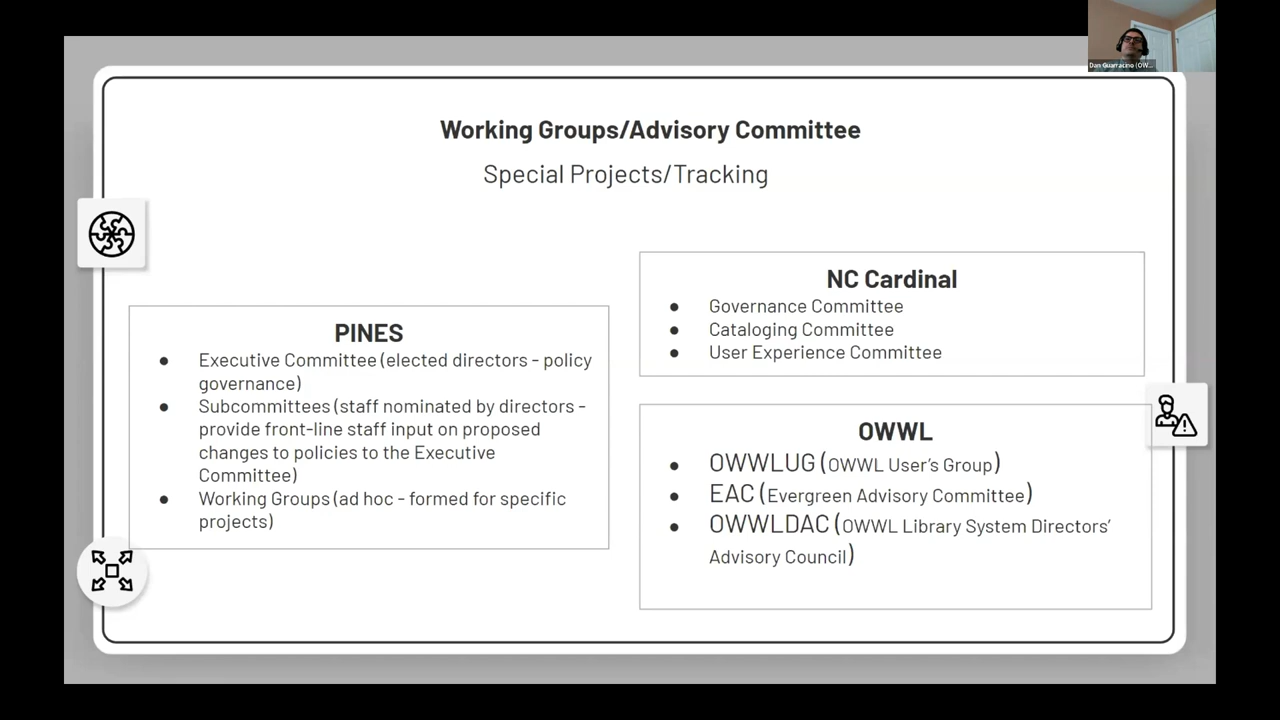 Dan Guarracino (OW...
Working Groups/Advisory Committee
Special Projects/Tracking
PINES
● Executive Committee (elected directors - policy
governance)
● Subcommittees (staff nominated by directors -
provide front-line staff input on proposed
changes to policies to the Executive
Committee)
● Working Groups (ad hoc - formed for specific
projects)
NC Cardinal
● Governance Committee
● Cataloging Committee
● User Experience Committee
OWWL
● OWWLUG (OWWL User’s Group)
● EAC (Evergreen Advisory Committee)
● OWWLDAC (OWWL Library System Directors’
Advisory Council)